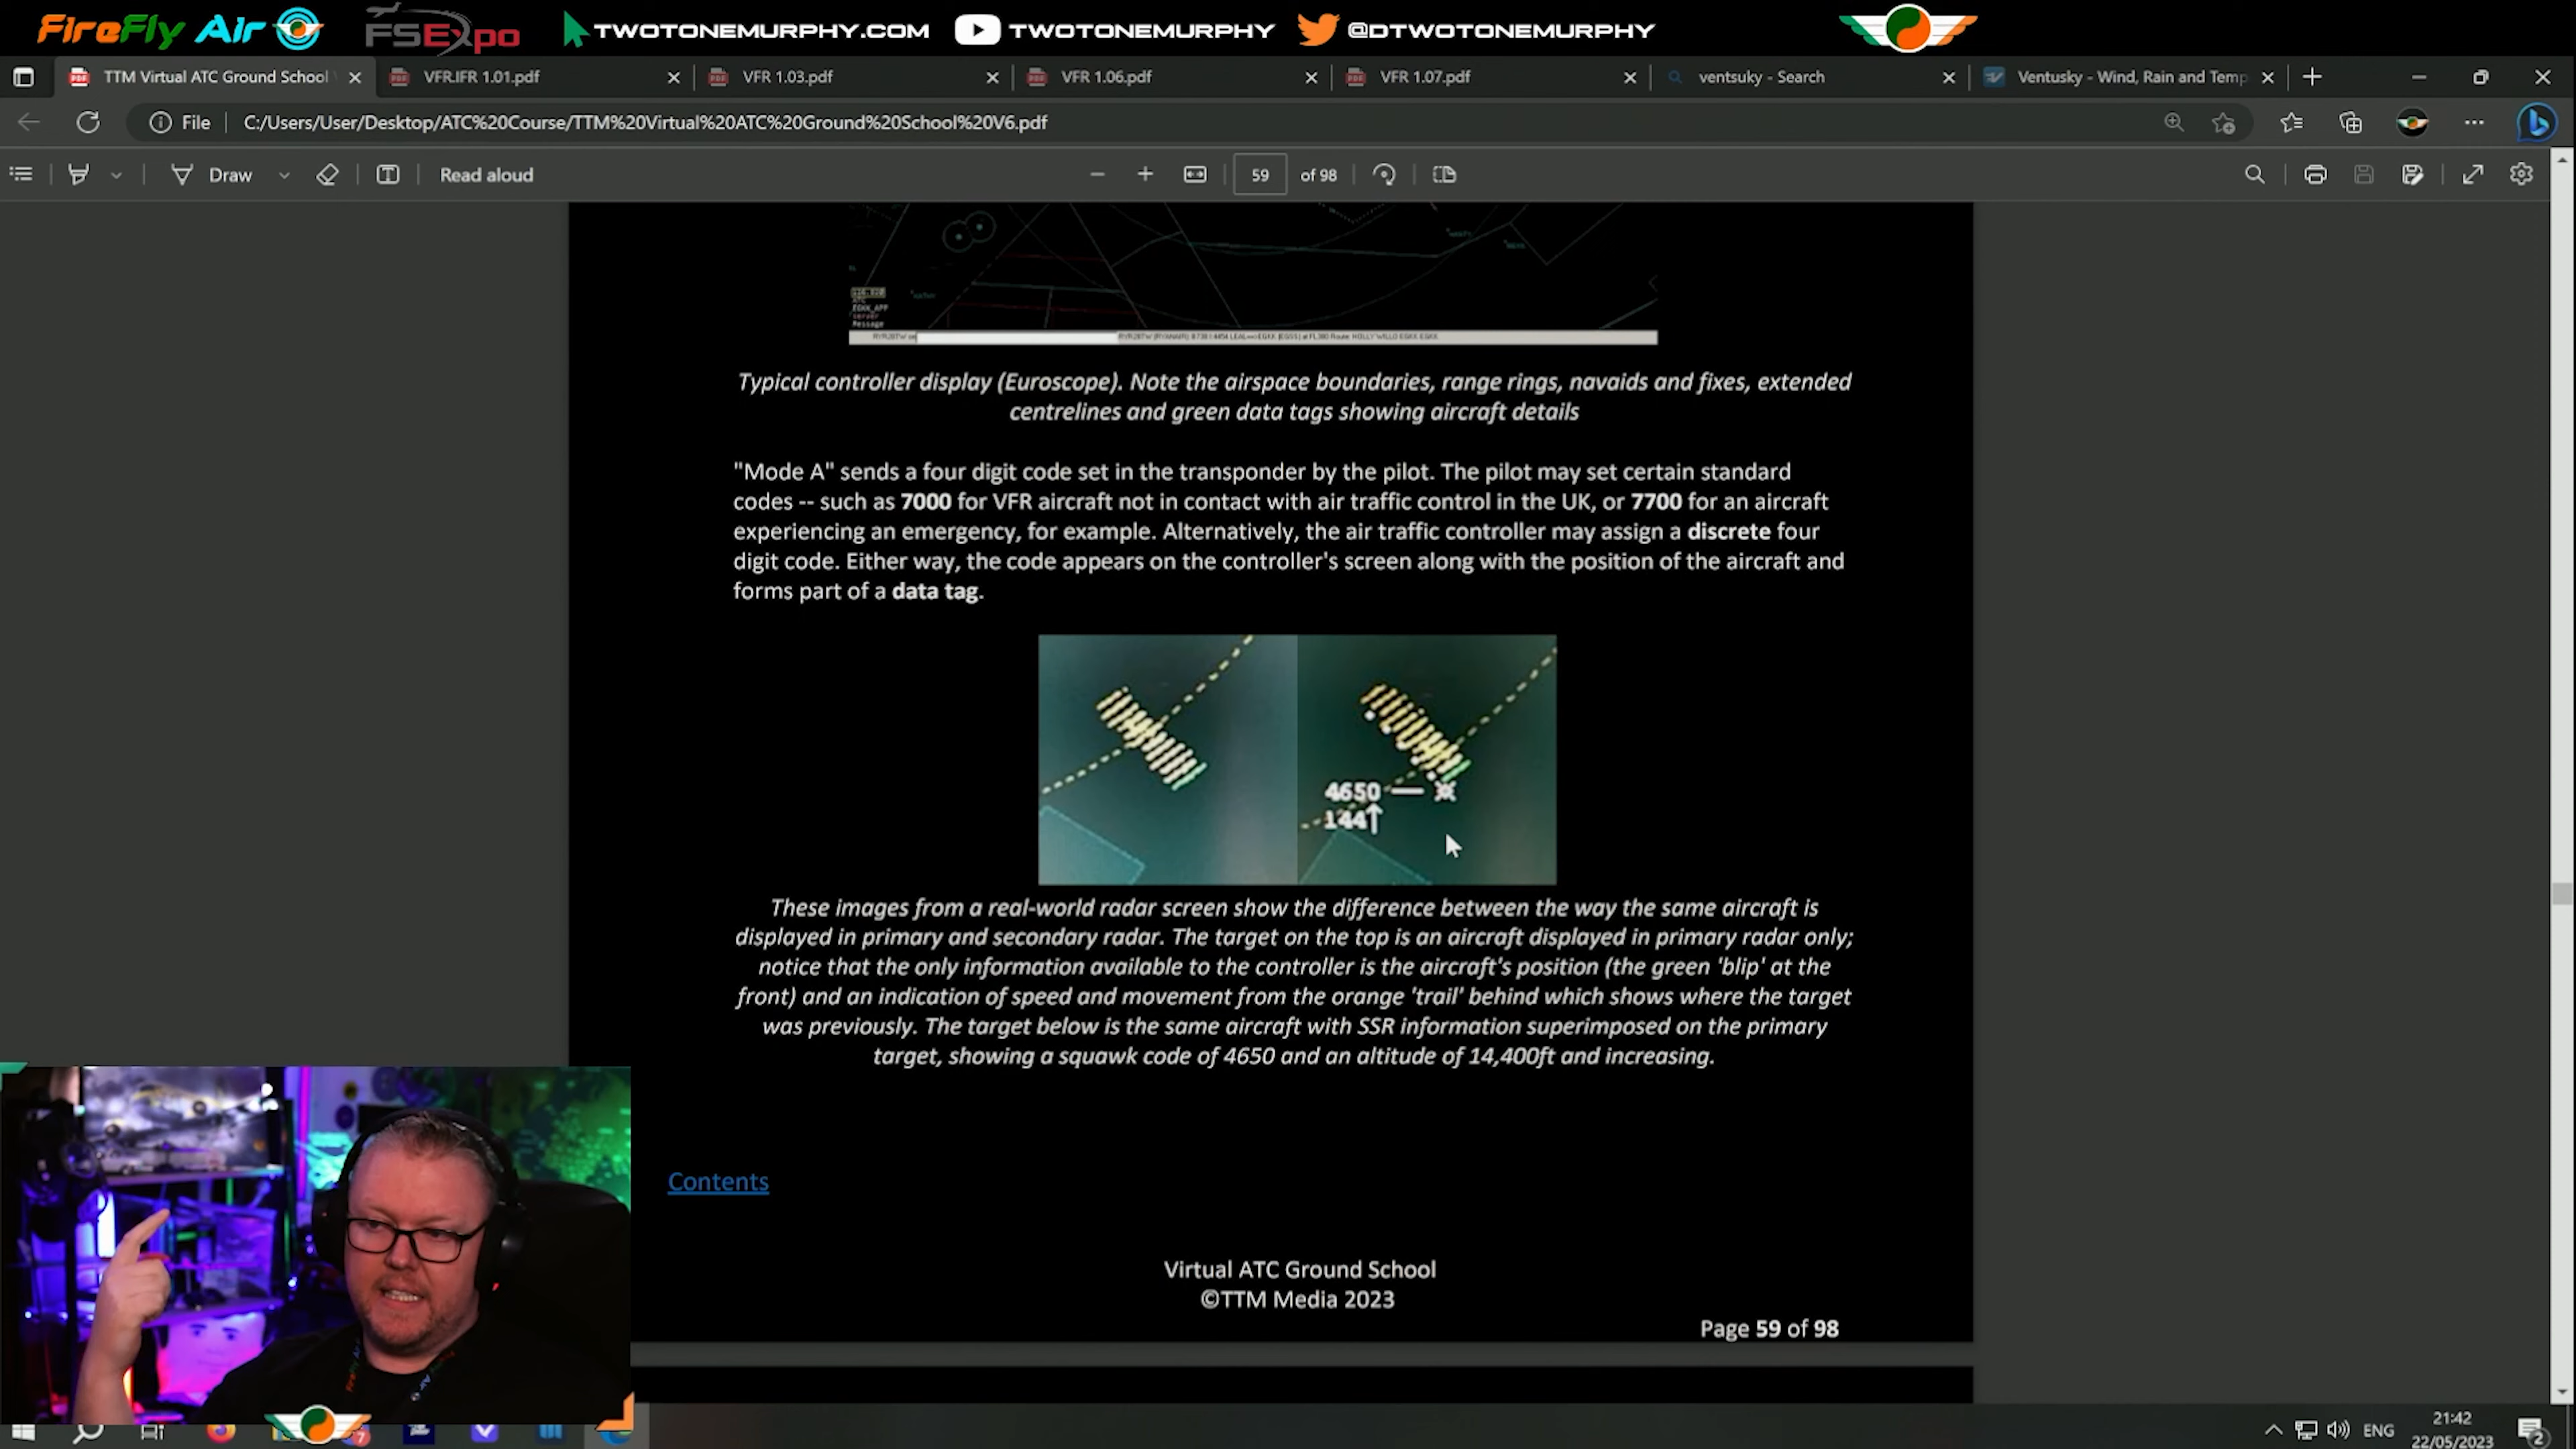 FireFly Air FSExpo TWOTONEMURPHY.COM TWOTONEMURPHY @DTWOTONEMURPHY
TTM Virtual ATC Ground School VFR.IFR 1.01.pdf VFR 1.03.pdf VFR 1.06.pdf VFR 1.07.pdf ventsuky - Search Ventusky - Wind, Rain and Temp
File C:/Users/User/Desktop/ATC%20Course/TTM%20Virtual%20ATC%20Ground%20School%20V6.pdf
Draw Read aloud 59 of 98
Message
Typical controller display (Euroscope). Note the airspace boundaries, range rings, navaids and fixes, extended
centrelines and green data tags showing aircraft details
"Mode A" sends a four digit code set in the transponder by the pilot. The pilot may set certain standard
codes -- such as 7000 for VFR aircraft not in contact with air traffic control in the UK, or 7700 for an aircraft
experiencing an emergency, for example. Alternatively, the air traffic controller may assign a discrete four
digit code. Either way, the code appears on the controller's screen along with the position of the aircraft and
forms part of a data tag.
4650
144↑
These images from a real-world radar screen show the difference between the way the same aircraft is
displayed in primary and secondary radar. The target on the top is an aircraft displayed in primary radar only;
notice that the only information available to the controller is the aircraft's position (the green 'blip' at the
front) and an indication of speed and movement from the orange 'trail' behind which shows where the target
was previously. The target below is the same aircraft with SSR information superimposed on the primary
target, showing a squawk code of 4650 and an altitude of 14,400ft and increasing.
Contents
Virtual ATC Ground School
©TTM Media 2023
Page 59 of 98
7
ENG
21:42
22/05/2023
2